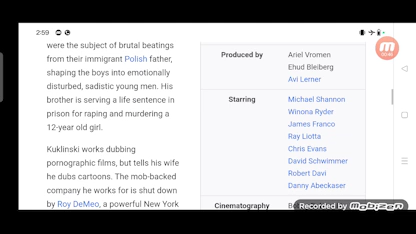 2:59
were the subject of brutal beatings
from their immigrant Polish father,
shaping the boys into emotionally
disturbed, sadistic young men. His
brother is serving a life sentence in
prison for raping and murdering a
12-year old girl.
Kuklinski works dubbing
pornographic films, but tells his wife
he dubs cartoons. The mob-backed
company he works for is shut down
by Roy DeMeo, a powerful New York
Produced by
Ariel Vromen
Ehud Bleiberg
Avi Lerner
Starring
Michael Shannon
Winona Ryder
James Franco
Ray Liotta
Chris Evans
David Schwimmer
Robert Davi
Danny Abeckaser
Cinematography
Recorded by Mobizen